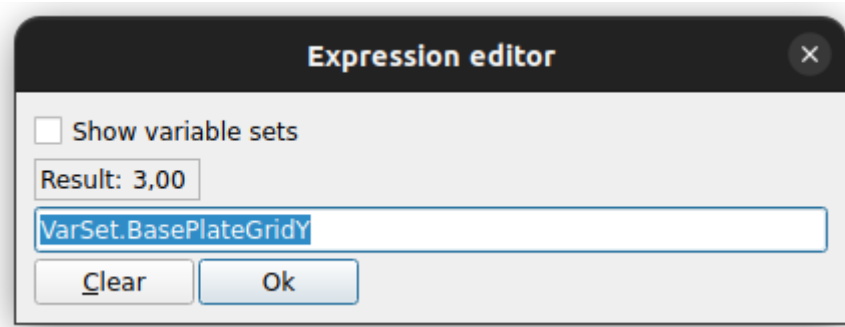 Expression editor
Show variable sets
Result: 3,00
VarSet.BasePlateGridY
Clear Ok